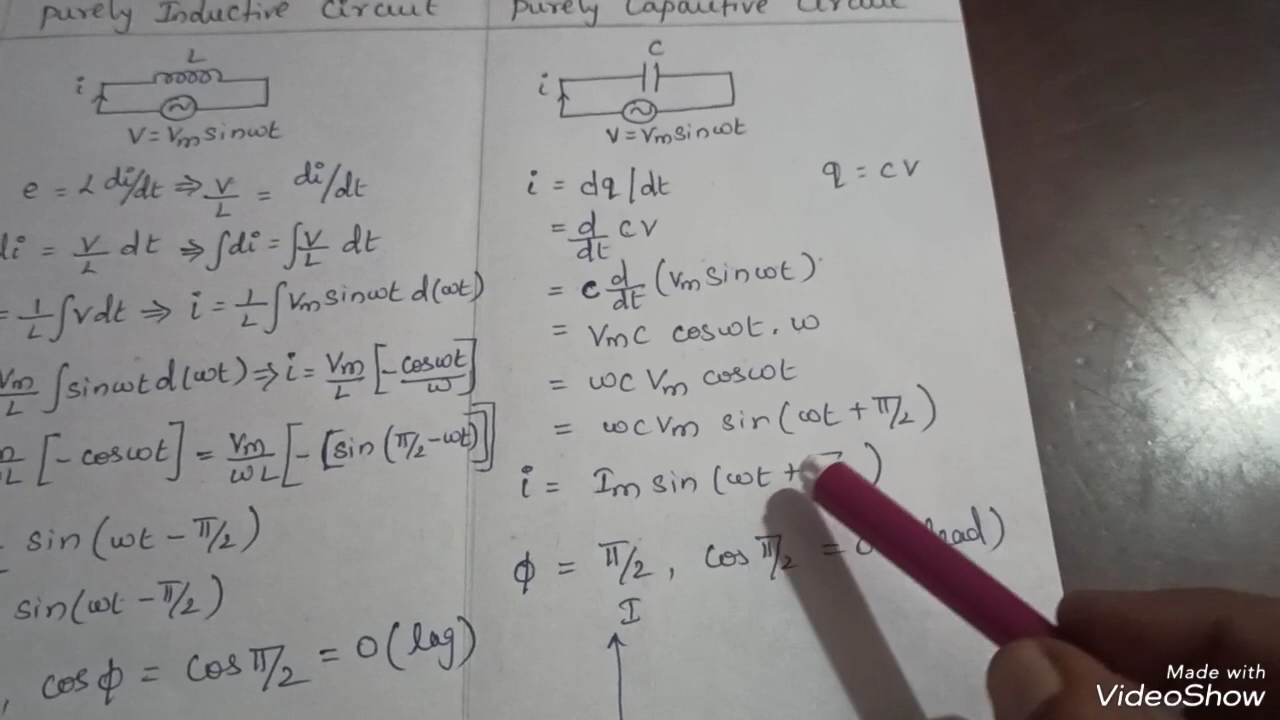 purely Inductive Circuit
L
i
V = Vm sinωt
e = L di/dt ⇒ V/L = di/dt
di = V/L dt ⇒ ∫di = ∫V/L dt
= 1/L ∫Vdt ⇒ i = 1/L ∫Vm sinωt d(ωt)
Vm/L ∫sinωt d(ωt) ⇒ i = Vm/L [-cosωt/ω]
[-cosωt] = Vm/ωL [-[sin(π/2-ωt)]]
sin(ωt - π/2)
sin(ωt - π/2)
, cosϕ = cos π/2 = 0 (lag)
purely Capacitive Circuit
C
i
V = Vm sinωt
i = dq/dt q = cv
= d/dt cv
= c d/dt (Vm sinωt)
= Vmc cosωt. ω
= ωc Vm cosωt
= ωc Vm sin(ωt + π/2)
i = Im sin(ωt + )
ϕ = π/2, cos π/2 = 0 lead)
I
Made with
VideoShow